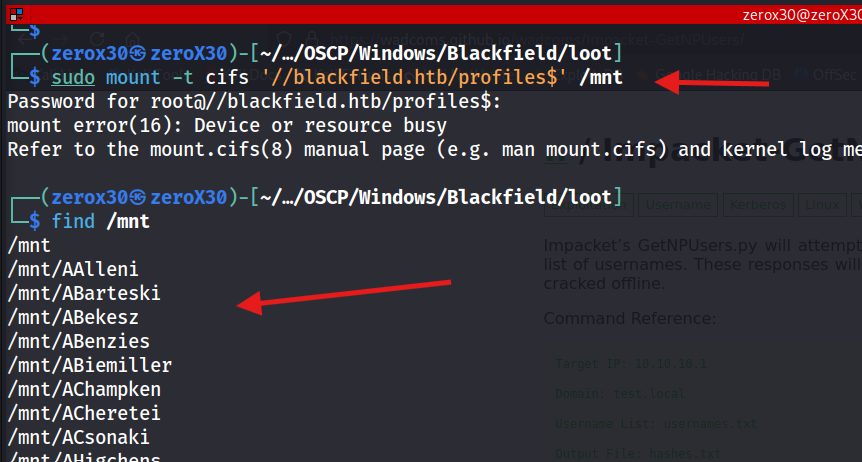 zerox30@zeroX30
└─$
┌──(zerox30㉿zeroX30)-[~/…/OSCP/Windows/Blackfield/loot]
└─$ sudo mount -t cifs '//blackfield.htb/profiles$' /mnt
Password for root@//blackfield.htb/profiles$:
mount error(16): Device or resource busy
Refer to the mount.cifs(8) manual page (e.g. man mount.cifs) and kernel log me
┌──(zerox30㉿zeroX30)-[~/…/OSCP/Windows/Blackfield/loot]
└─$ find /mnt
/mnt
/mnt/AAlleni
/mnt/ABarteski
/mnt/ABekesz
/mnt/ABenzies
/mnt/ABiemiller
/mnt/AChampken
/mnt/ACheretei
/mnt/ACsonaki
/mnt/AHigchens
Hacking DB
OffSec
Username
Kerberos
Linux
Impacket's GetNPUsers.py will attempt
list of usernames. These responses will
cracked offline.
Command Reference:
Target IP: 10.10.10.1
Domain: test.local
Username List: usernames.txt
Output File: hashes.txt